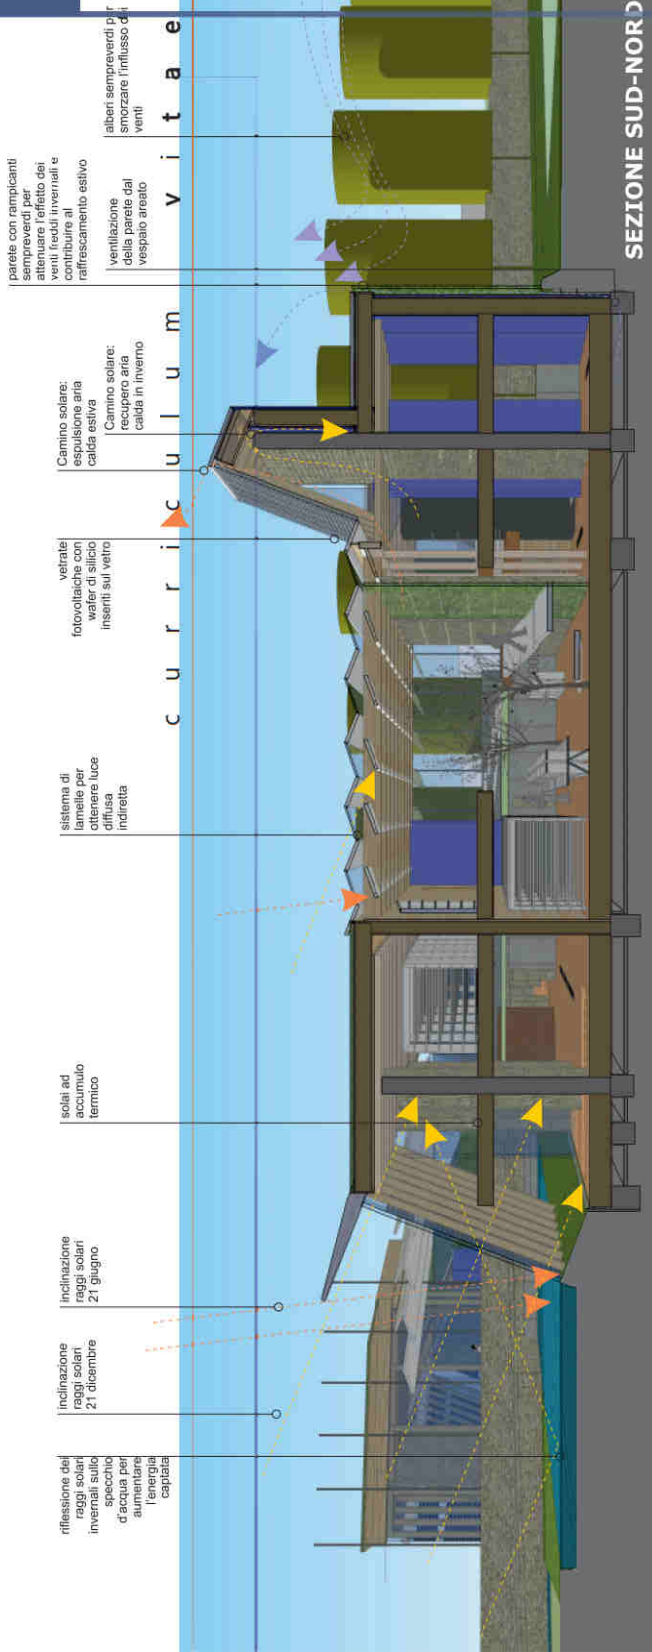 riflessione dei
raggi solari
invernali sullo
specchio
d'acqua per
aumentare
l'energia
captata
inclinazione
raggi solari
21 dicembre
inclinazione
raggi solari
21 giugno
solai ad
accumulo
termico
sistema di
lamelle per
ottenere luce
diffusa
indiretta
vetrate
fotovoltaiche con
wafer di silicio
inseriti sul vetro
Camino solare:
espulsione aria
calda estiva
Camino solare:
recupero aria
calda in inverno
parete con rampicanti
sempreverdi per
attenuare l'effetto dei
venti freddi invernali e
contribuire al
raffrescamento estivo
ventilazione
della parete dal
vespaio areato
alberi sempreverdi per
smorzare l'influsso dei
venti
curriculum vitae
SEZIONE SUD-NORD